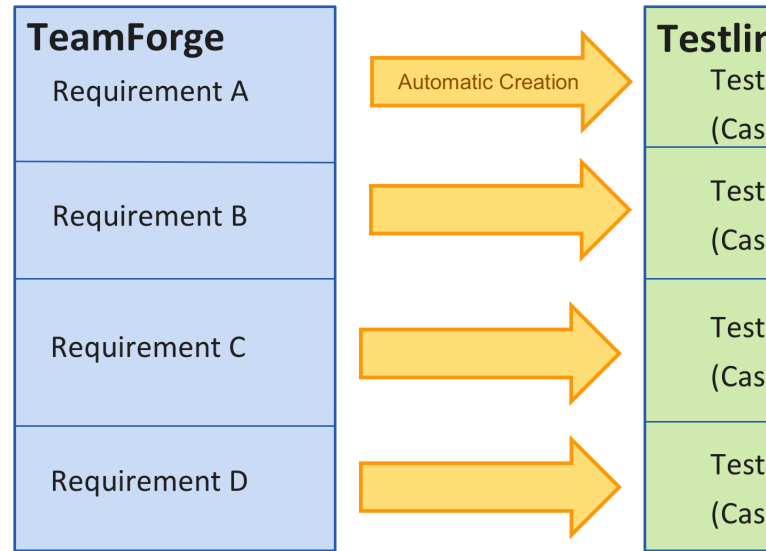 TeamForge
Requirement A
Automatic Creation
Requirement B
Requirement C
Requirement D
Test
(Cas
Test
(Cas
Test
(Cas
Test
(Cas